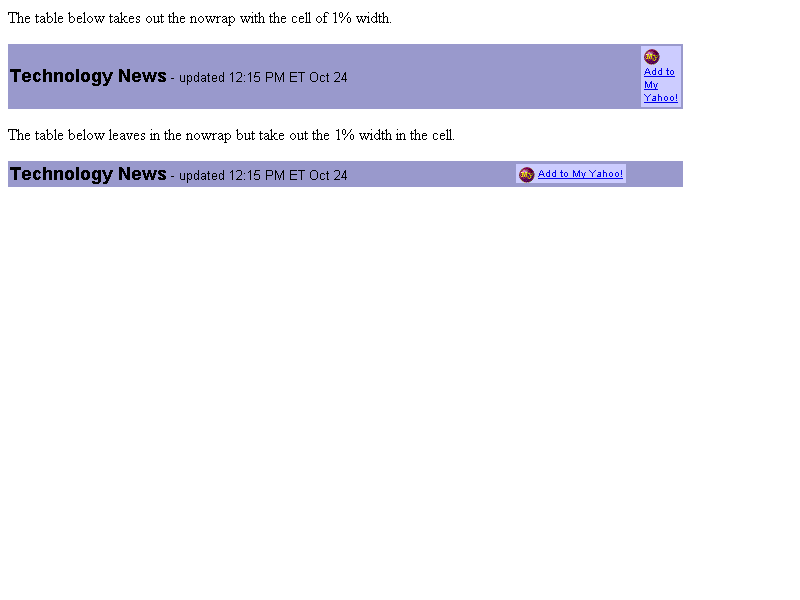 The table below takes out the nowrap with the cell of 1% width.
Technology News - updated 12:15 PM ET Oct 24
My
Add to
My
Yahoo!
The table below leaves in the nowrap but take out the 1% width in the cell.
Technology News - updated 12:15 PM ET Oct 24
My Add to My Yahoo!